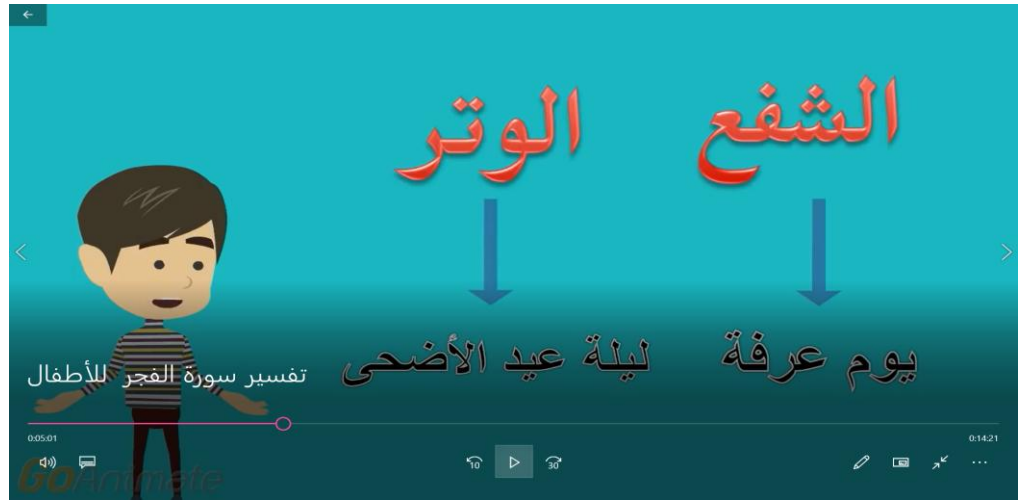 الشفع الوتر
يوم عرفة ليلة عيد الأضحى
تفسير سورة الفجر للأطفال
0:05:01 0:14:21
10 30
GoAnimate